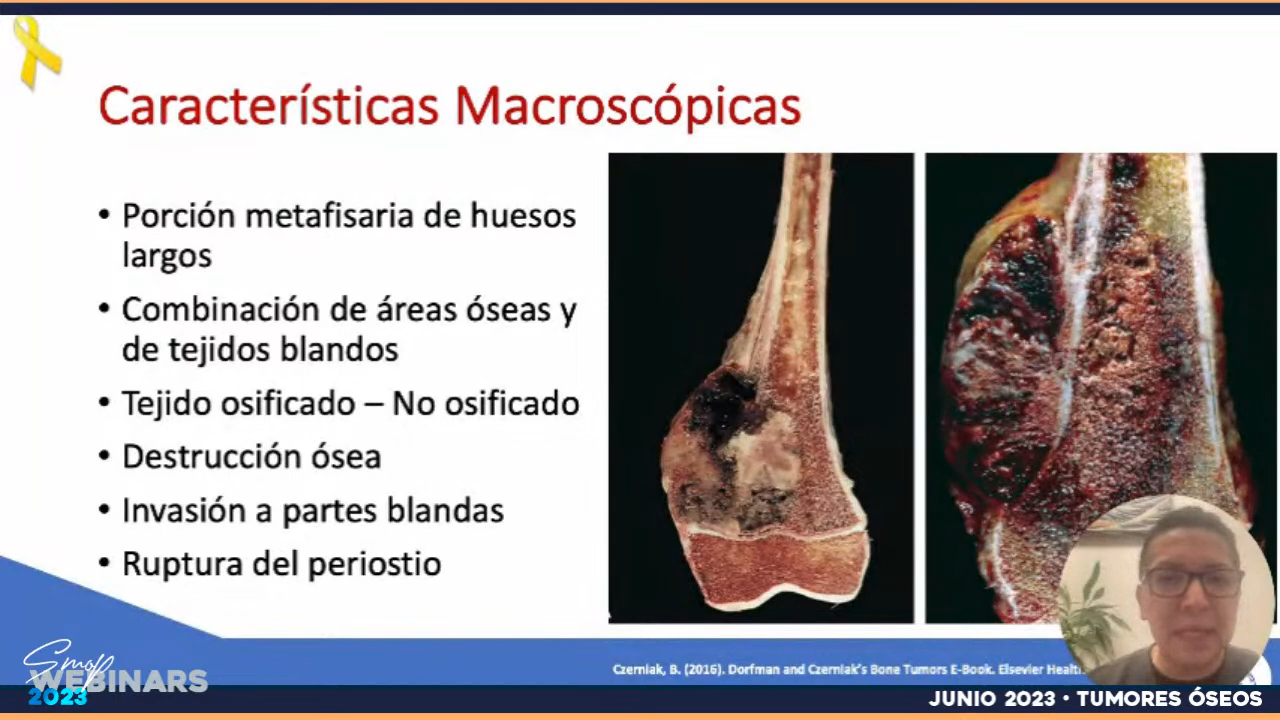 Características Macroscópicas
• Porción metafisaria de huesos
largos
• Combinación de áreas óseas y
de tejidos blandos
• Tejido osificado – No osificado
• Destrucción ósea
• Invasión a partes blandas
• Ruptura del periostio
Czerniak, B. (2016). Dorfman and Czerniak's Bone Tumors E-Book. Elsevier
Smop
WEBINARS
2023
JUNIO 2023 • TUMORES ÓSEOS